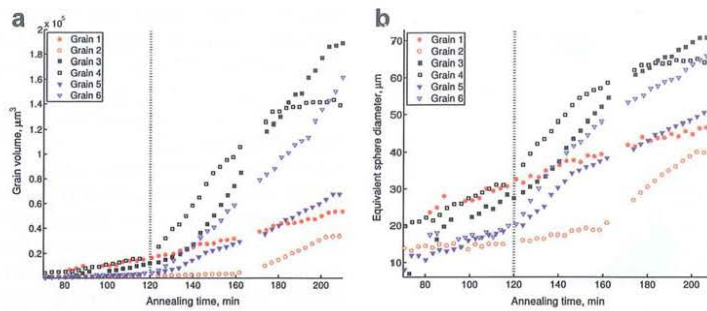 a
x 10⁵
2
1.8
1.6
1.4
1.2
1
0.8
0.6
0.4
0.2
Grain 1
Grain 2
Grain 3
Grain 4
Grain 5
Grain 6
Grain volume, μm³
80 100 120 140 160 180 200
Annealing time, min
b
70
60
50
40
30
20
10
Grain 1
Grain 2
Grain 3
Grain 4
Grain 5
Grain 6
Equivalent sphere diameter, μm
80 100 120 140 160 180 200
Annealing time, min